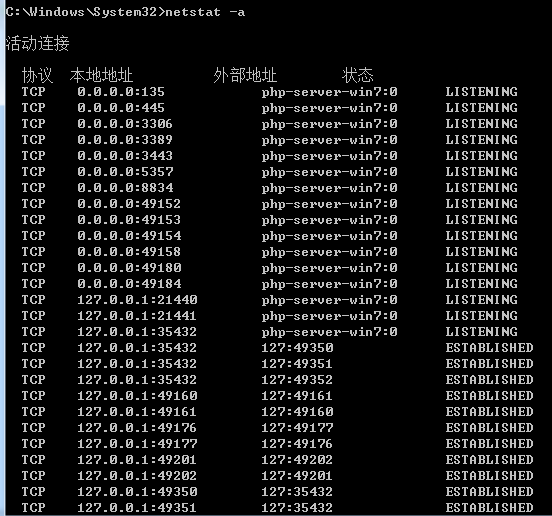 C:\Windows\System32>netstat -a
活动连接
协议 本地地址 外部地址 状态
TCP 0.0.0.0:135 php-server-win7:0 LISTENING
TCP 0.0.0.0:445 php-server-win7:0 LISTENING
TCP 0.0.0.0:3306 php-server-win7:0 LISTENING
TCP 0.0.0.0:3389 php-server-win7:0 LISTENING
TCP 0.0.0.0:3443 php-server-win7:0 LISTENING
TCP 0.0.0.0:5357 php-server-win7:0 LISTENING
TCP 0.0.0.0:8834 php-server-win7:0 LISTENING
TCP 0.0.0.0:49152 php-server-win7:0 LISTENING
TCP 0.0.0.0:49153 php-server-win7:0 LISTENING
TCP 0.0.0.0:49154 php-server-win7:0 LISTENING
TCP 0.0.0.0:49158 php-server-win7:0 LISTENING
TCP 0.0.0.0:49180 php-server-win7:0 LISTENING
TCP 0.0.0.0:49184 php-server-win7:0 LISTENING
TCP 127.0.0.1:21440 php-server-win7:0 LISTENING
TCP 127.0.0.1:21441 php-server-win7:0 LISTENING
TCP 127.0.0.1:35432 php-server-win7:0 LISTENING
TCP 127.0.0.1:35432 127:49350 ESTABLISHED
TCP 127.0.0.1:35432 127:49351 ESTABLISHED
TCP 127.0.0.1:35432 127:49352 ESTABLISHED
TCP 127.0.0.1:49160 127:49161 ESTABLISHED
TCP 127.0.0.1:49161 127:49160 ESTABLISHED
TCP 127.0.0.1:49176 127:49177 ESTABLISHED
TCP 127.0.0.1:49177 127:49176 ESTABLISHED
TCP 127.0.0.1:49201 127:49202 ESTABLISHED
TCP 127.0.0.1:49202 127:49201 ESTABLISHED
TCP 127.0.0.1:49350 127:35432 ESTABLISHED
TCP 127.0.0.1:49351 127:35432 ESTABLISHED